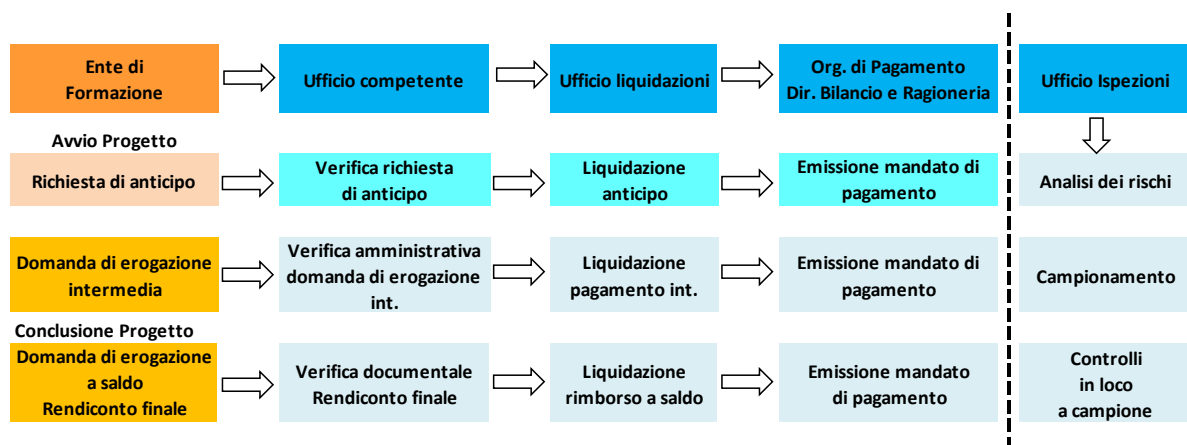 Ente di
Formazione
Ufficio competente
Ufficio liquidazioni
Org. di Pagamento
Dir. Bilancio e Ragioneria
Ufficio Ispezioni
Avvio Progetto
Richiesta di anticipo
Verifica richiesta
di anticipo
Liquidazione
anticipo
Emissione mandato di
pagamento
Analisi dei rischi
Domanda di erogazione
intermedia
Verifica amministrativa
domanda di erogazione
int.
Liquidazione
pagamento int.
Emissione mandato di
pagamento
Campionamento
Conclusione Progetto
Domanda di erogazione
a saldo
Rendiconto finale
Verifica documentale
Rendiconto finale
Liquidazione
rimborso a saldo
Emissione mandato
di pagamento
Controlli
in loco
a campione